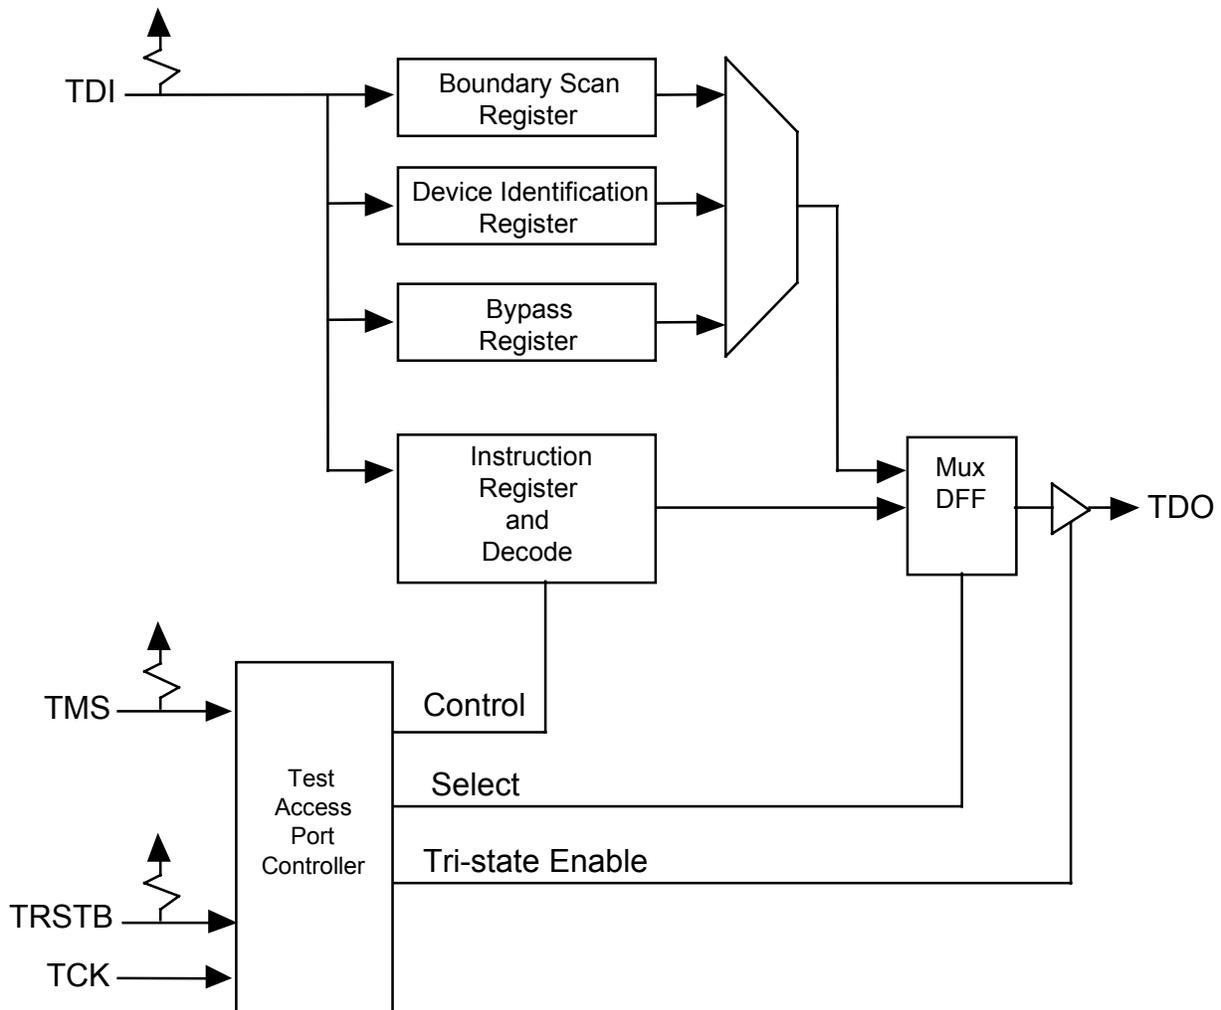 TDI
Boundary Scan
Register
Device Identification
Register
Bypass
Register
Instruction
Register
and
Decode
Mux
DFF
TDO
TMS
Control
Test
Access
Port
Controller
Select
Tri-state Enable
TRSTB
TCK